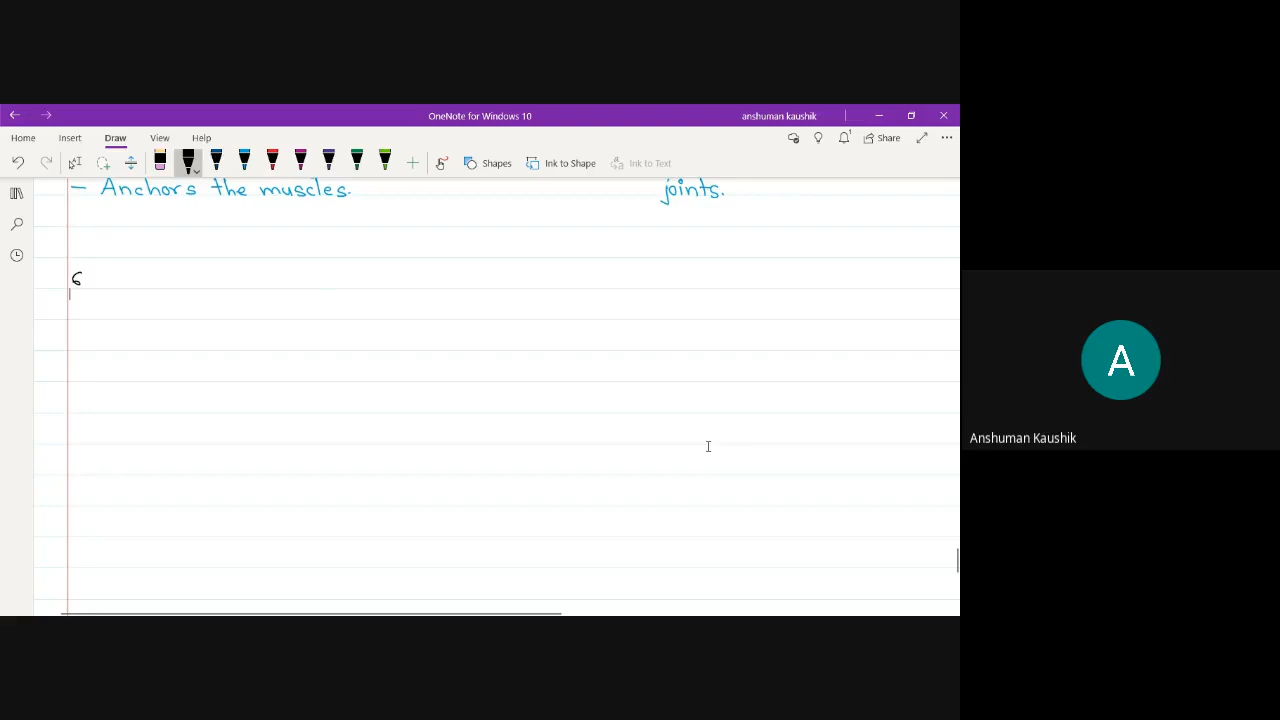 OneNote for Windows 10
anshuman kaushik
Home Insert Draw View Help
1 Share
Shapes Ink to Shape Ink to Text
— Anchors the muscles. joints.
6
A
Anshuman Kaushik